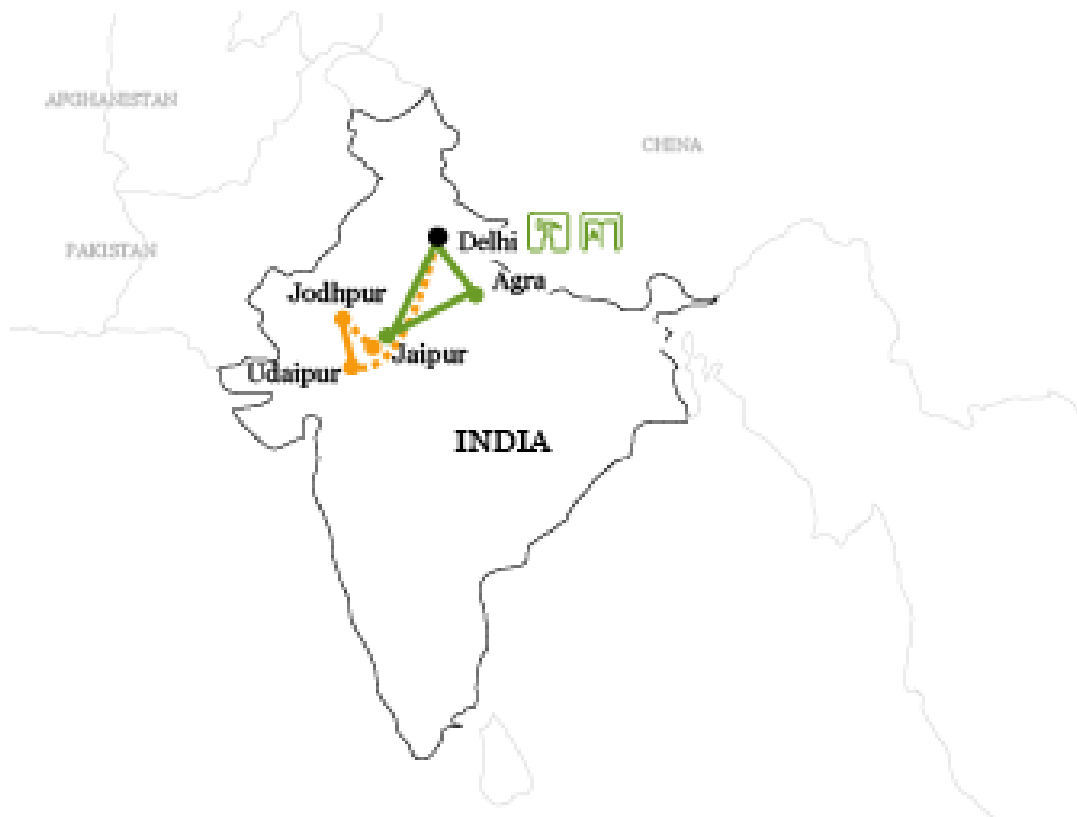 AFGHANISTAN
CHINA
PAKISTAN
Delhi
Agra
Jodhpur
Jaipur
Udaipur
INDIA